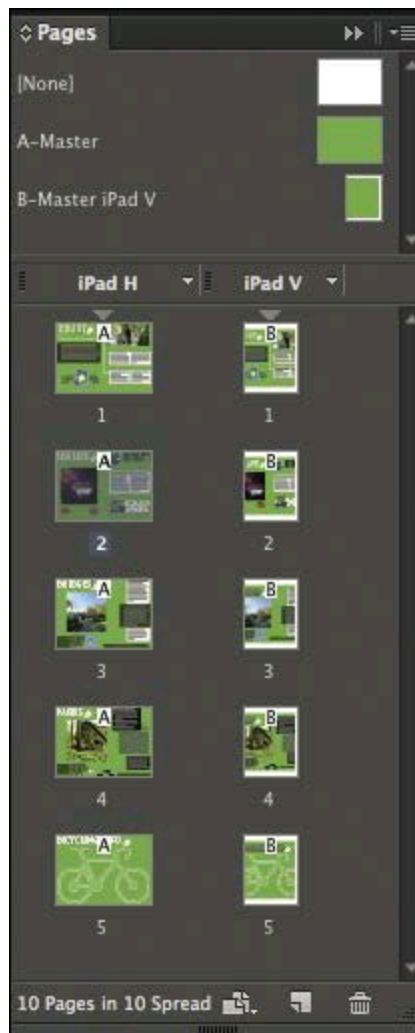 Pages
[None]
A-Master
B-Master iPad V
iPad H iPad V
A B
1 1
A B
2 2
A B
3 3
A B
4 4
A B
5 5
10 Pages in 10 Spread